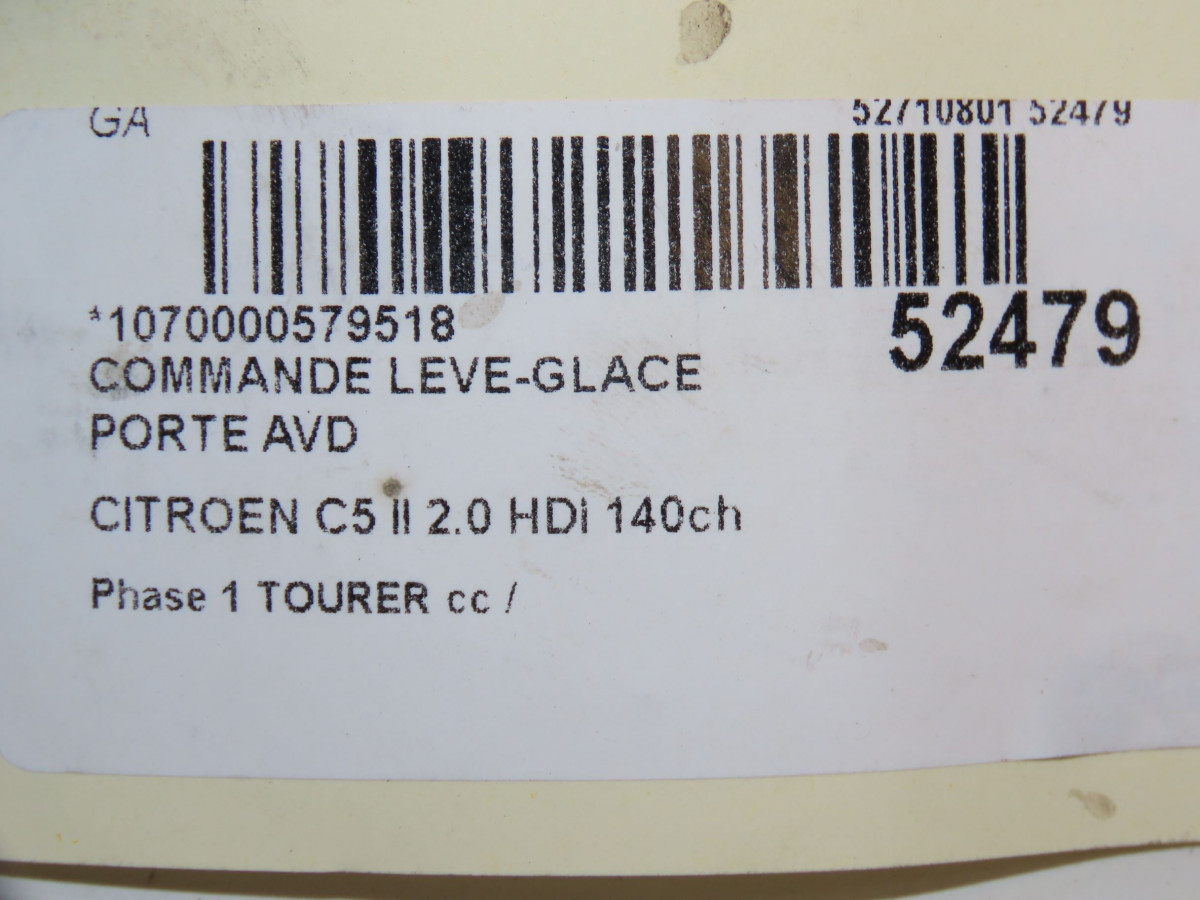 GA 52710801 52479
*1070000579518
52479
COMMANDE LEVE-GLACE
PORTE AVD
CITROEN C5 II 2.0 HDI 140ch
Phase 1 TOURER cc /